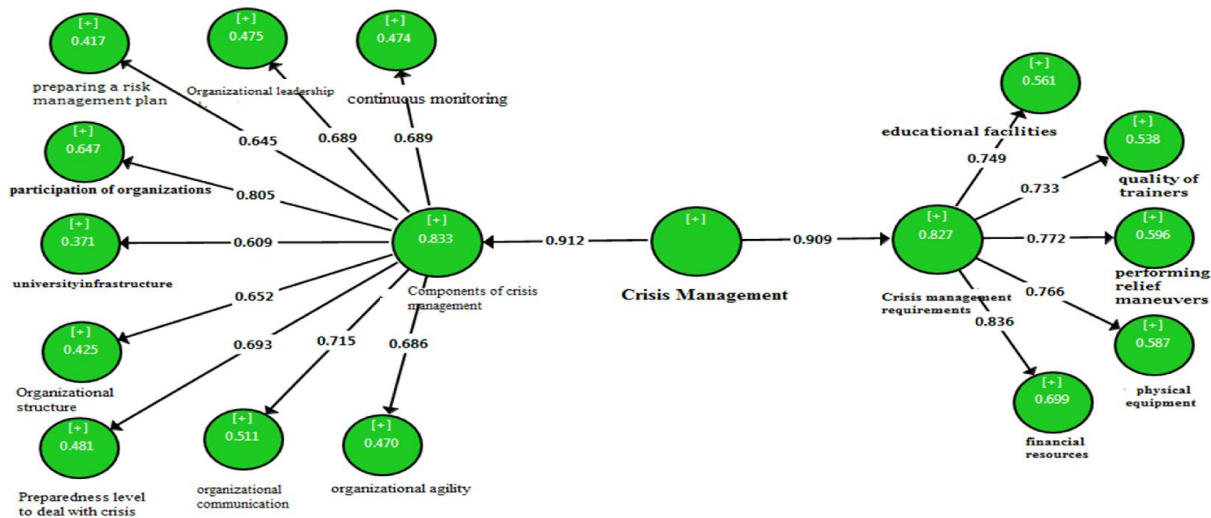 [+]
0.417
preparing a risk
management plan
[+]
0.475
Organizational leadership
[+]
0.474
continuous monitoring
[+]
0.561
educational facilities
[+]
0.538
quality of
trainers
[+]
0.647
participation of organizations
0.645
0.689
0.689
0.805
0.749
0.733
[+]
0.371
universityinfrastructure
0.609
[+]
0.833
Components of crisis
management
0.912
[+]
Crisis Management
0.909
[+]
0.827
Crisis management
requirements
0.772
[+]
0.596
performing
relief
maneuvers
0.652
0.693
0.715
0.686
0.766
0.836
[+]
0.425
Organizational
structure
[+]
0.587
physical
equipment
[+]
0.699
financial
resources
[+]
0.481
Preparedness level
to deal with crisis
[+]
0.511
organizational
communication
[+]
0.470
organizational agility